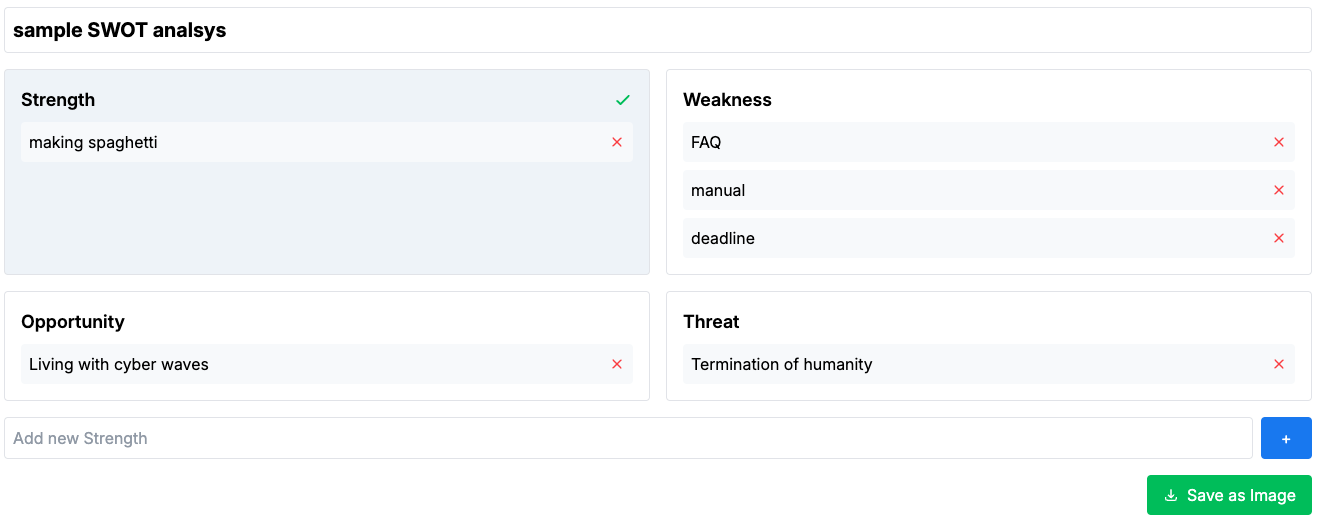 sample SWOT analsys
Strength
making spaghetti
Weakness
FAQ
manual
deadline
Opportunity
Living with cyber waves
Threat
Termination of humanity
Add new Strength
+
Save as Image